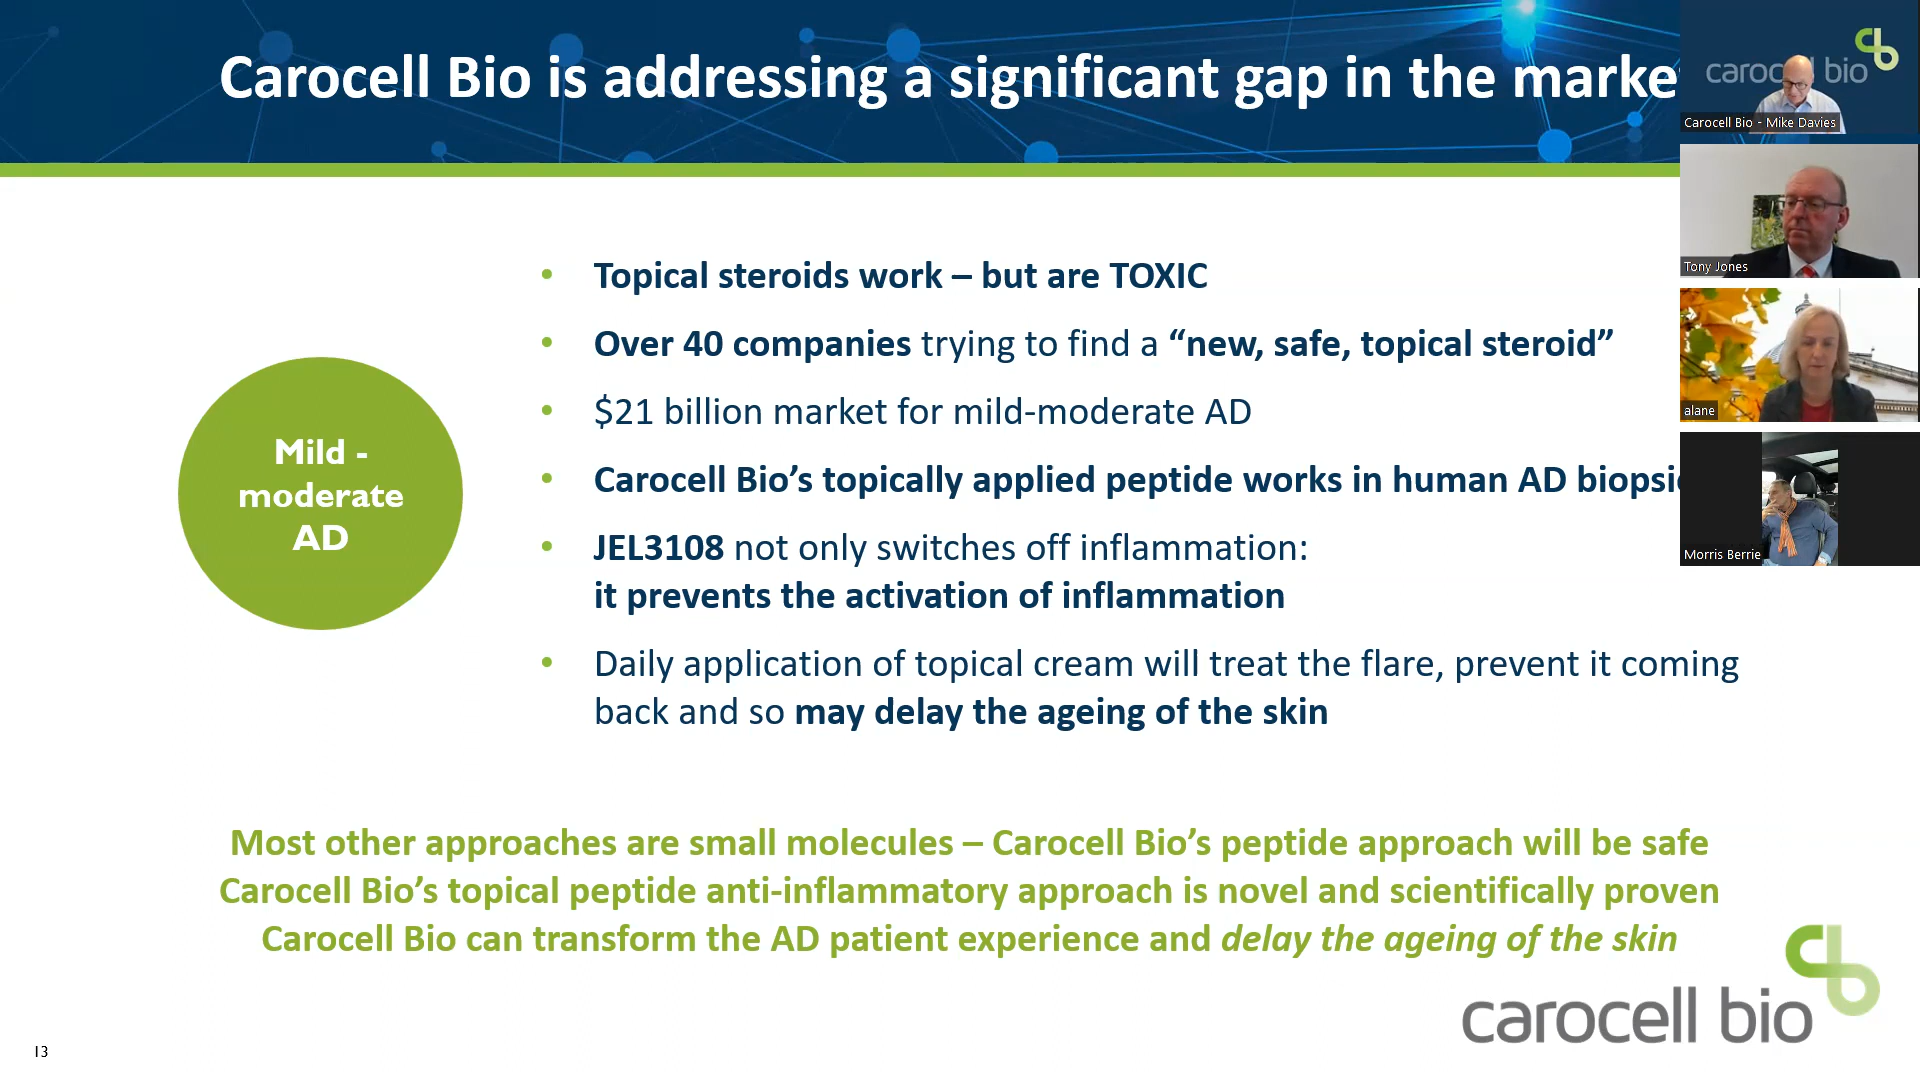 Carocell Bio is addressing a significant gap in the marke
carocell bio
Carocell Bio - Mike Davies
Tony Jones
alane
Morris Berrie
Mild -
moderate
AD
• Topical steroids work – but are TOXIC
• Over 40 companies trying to find a “new, safe, topical steroid”
• $21 billion market for mild-moderate AD
• Carocell Bio’s topically applied peptide works in human AD biopsi
• JEL3108 not only switches off inflammation:
it prevents the activation of inflammation
• Daily application of topical cream will treat the flare, prevent it coming
back and so may delay the ageing of the skin
Most other approaches are small molecules – Carocell Bio’s peptide approach will be safe
Carocell Bio’s topical peptide anti-inflammatory approach is novel and scientifically proven
Carocell Bio can transform the AD patient experience and delay the ageing of the skin
carocell bio
13